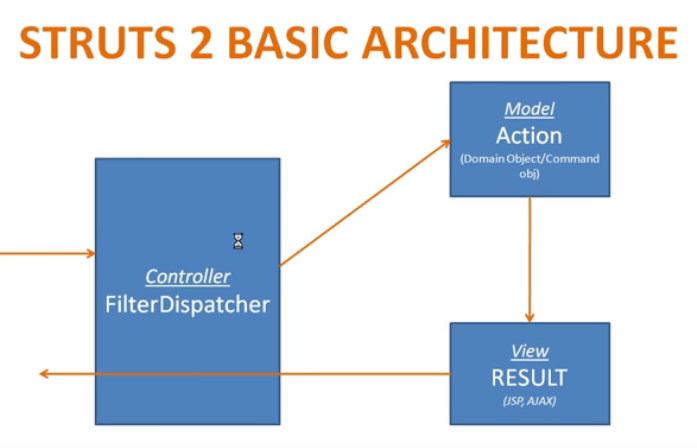 STRUTS 2 BASIC ARCHITECTURE
Model
Action
(Domain Object/Command
obj)
Controller
FilterDispatcher
View
RESULT
(JSP, AJAX)